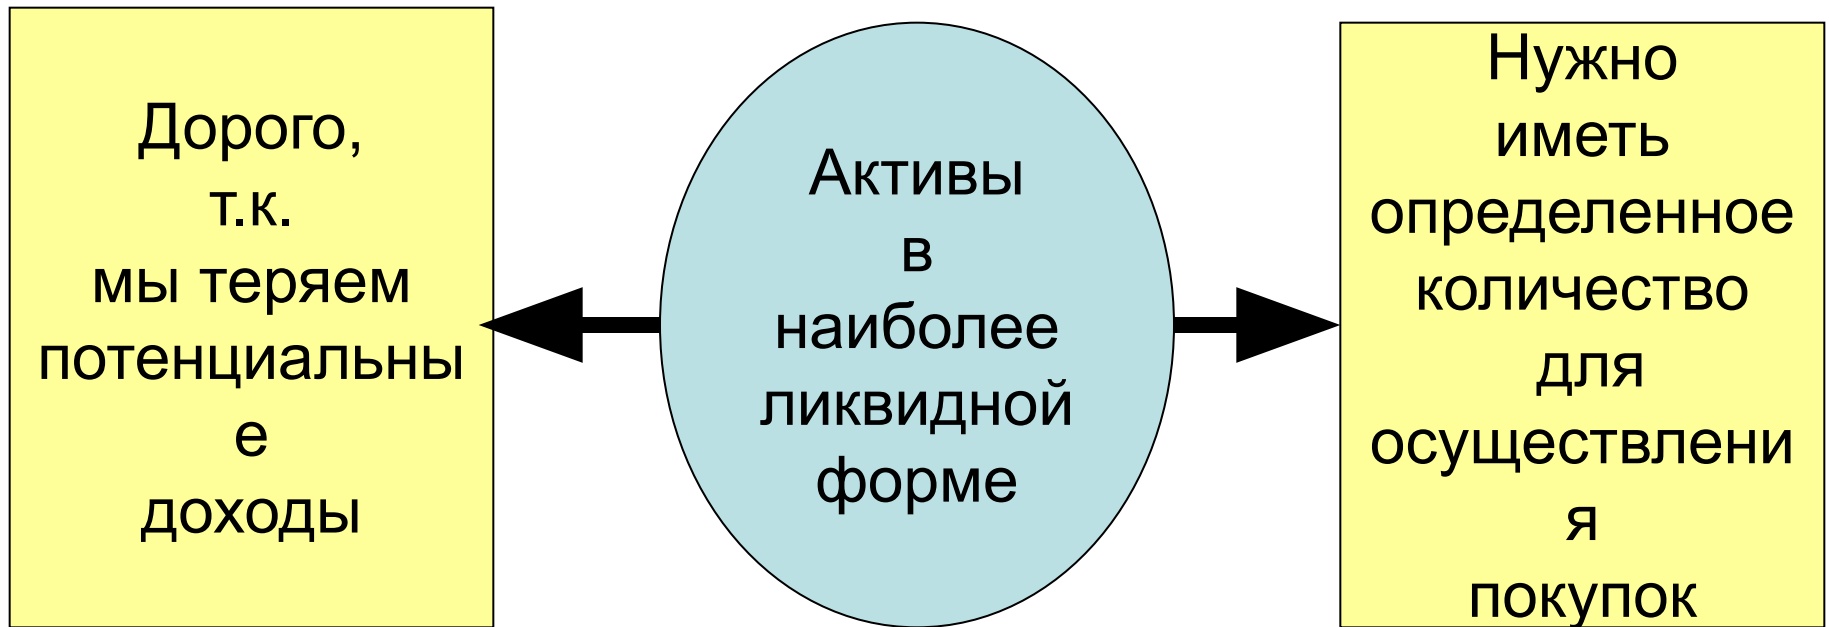 Дорого,
т.к.
мы теряем
потенциальны
е
доходы
Активы
в
наиболее
ликвидной
форме
Нужно
иметь
определенное
количество
для
осуществлени
я
покупок